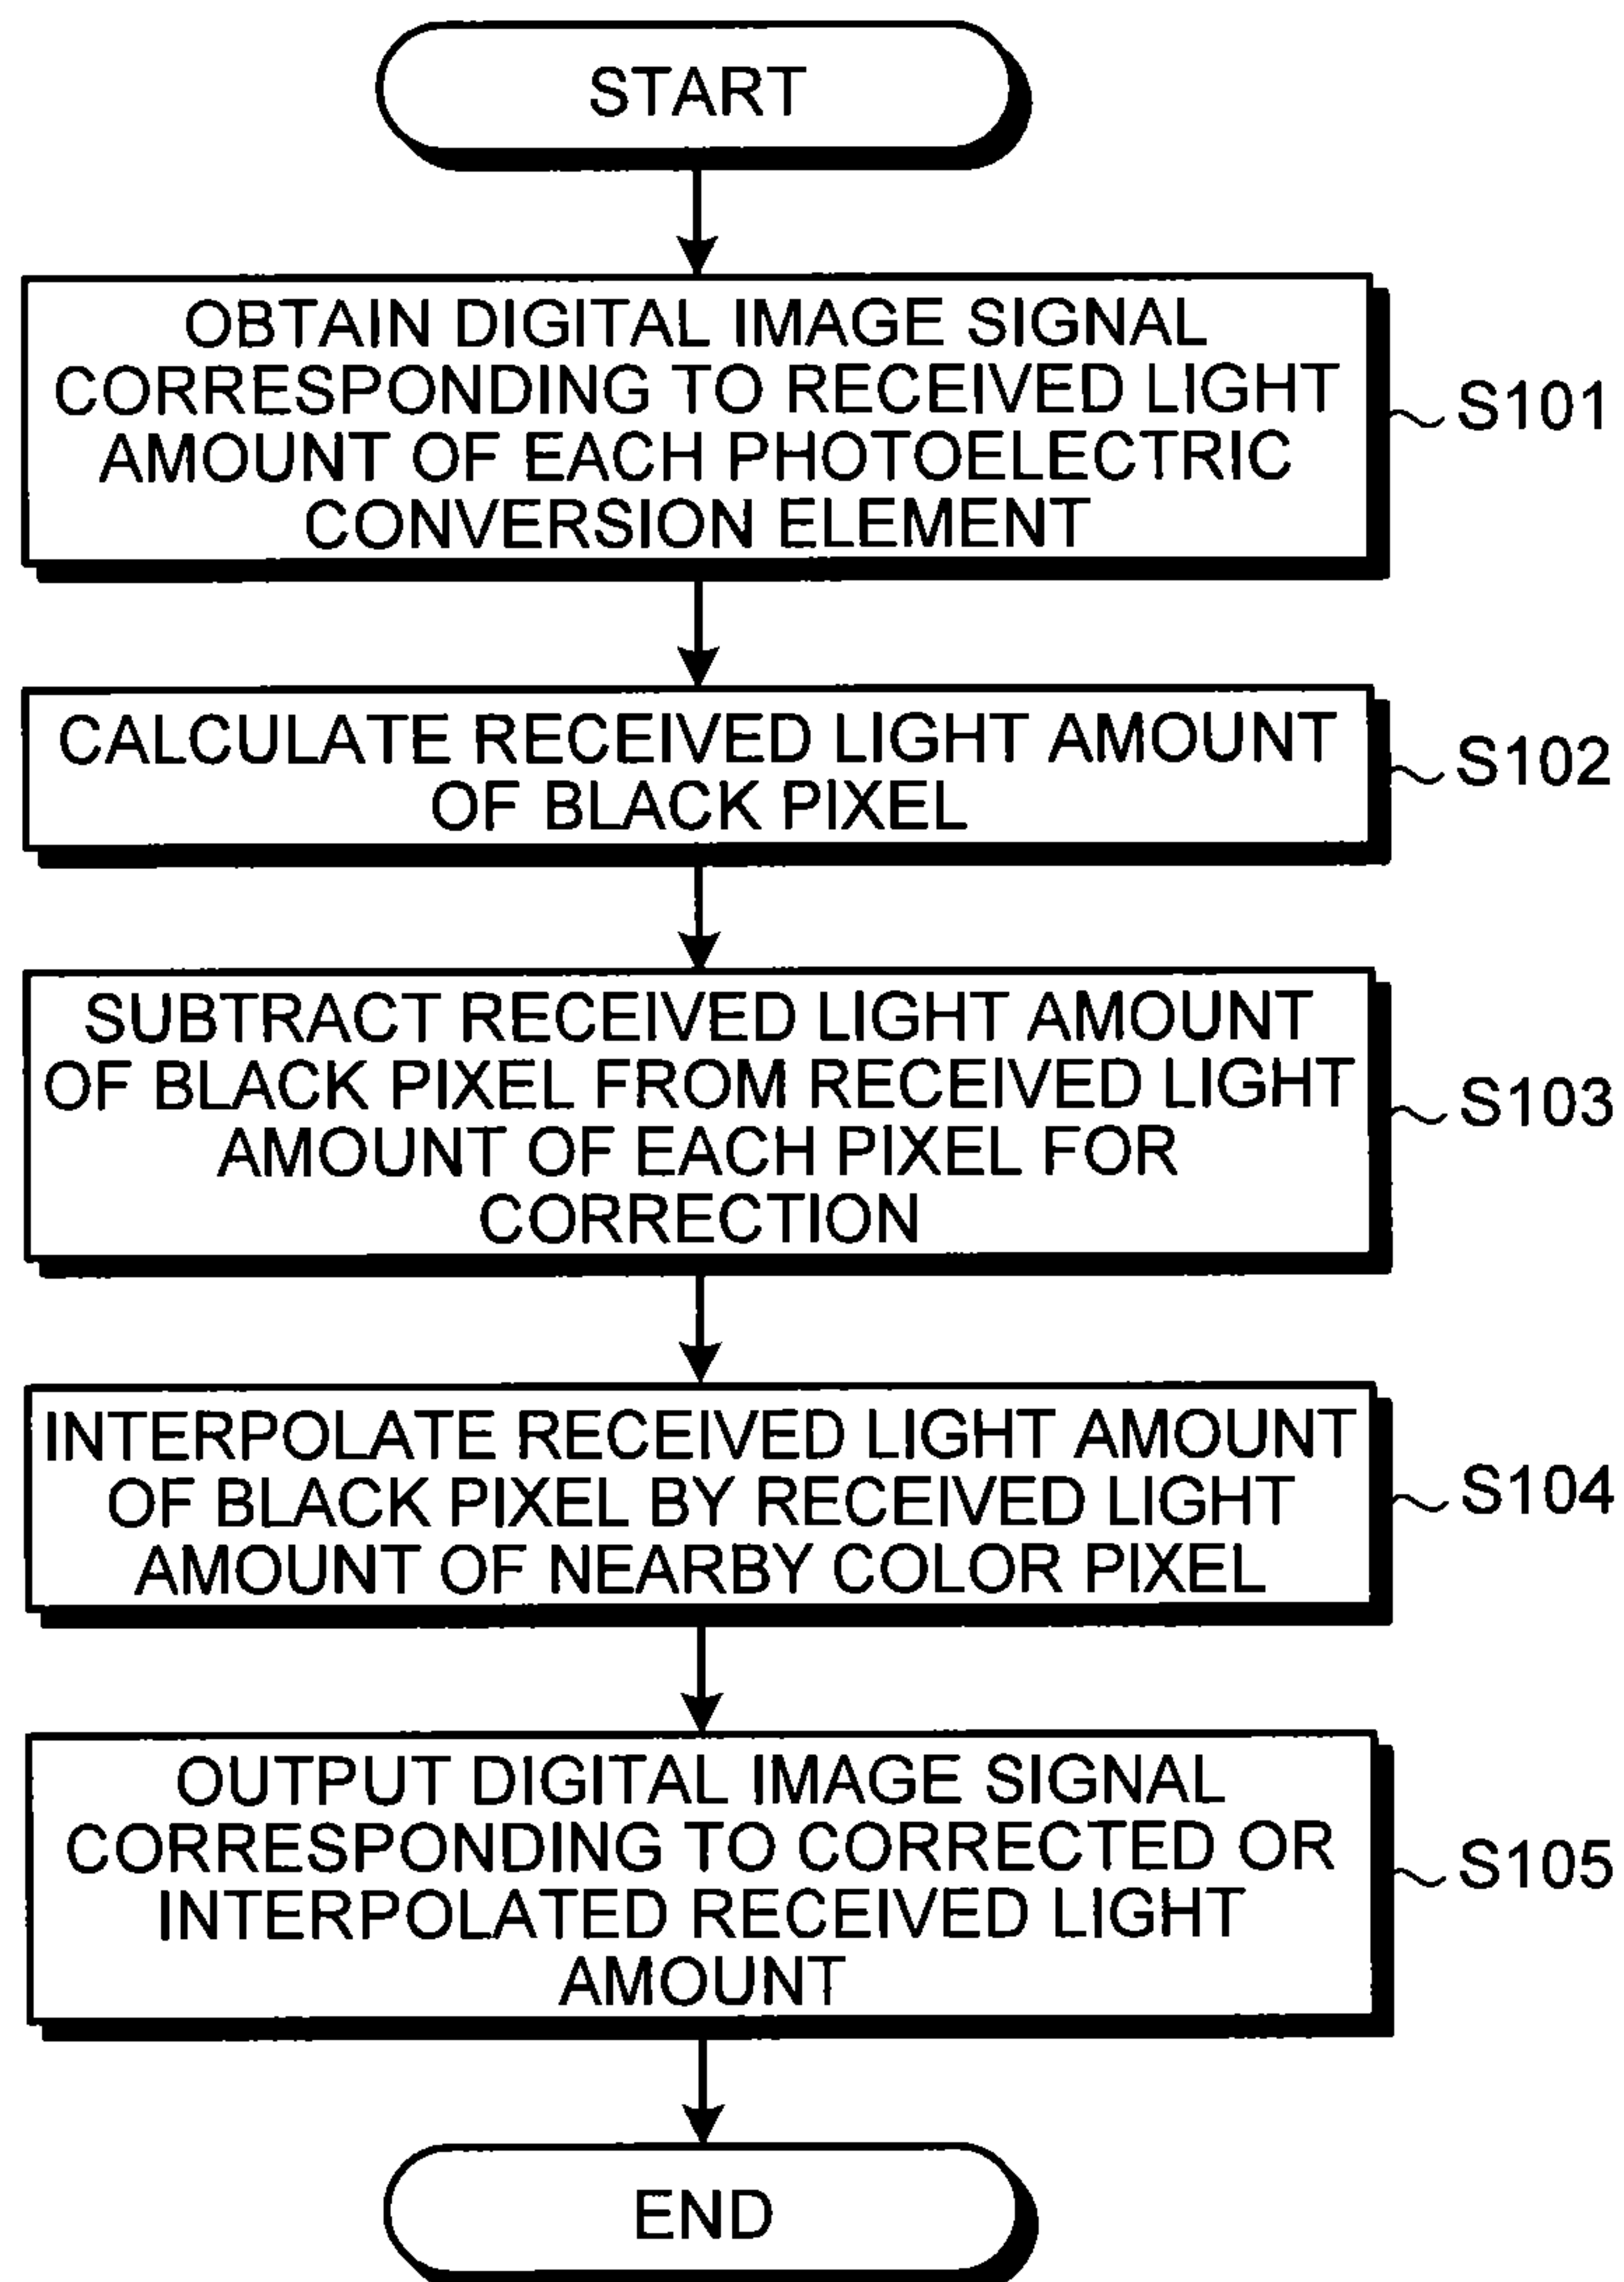 START
OBTAIN DIGITAL IMAGE SIGNAL
CORRESPONDING TO RECEIVED LIGHT
AMOUNT OF EACH PHOTOELECTRIC
CONVERSION ELEMENT
S101
CALCULATE RECEIVED LIGHT AMOUNT
OF BLACK PIXEL
S102
SUBTRACT RECEIVED LIGHT AMOUNT
OF BLACK PIXEL FROM RECEIVED LIGHT
AMOUNT OF EACH PIXEL FOR
CORRECTION
S103
INTERPOLATE RECEIVED LIGHT AMOUNT
OF BLACK PIXEL BY RECEIVED LIGHT
AMOUNT OF NEARBY COLOR PIXEL
S104
OUTPUT DIGITAL IMAGE SIGNAL
CORRESPONDING TO CORRECTED OR
INTERPOLATED RECEIVED LIGHT
AMOUNT
S105
END